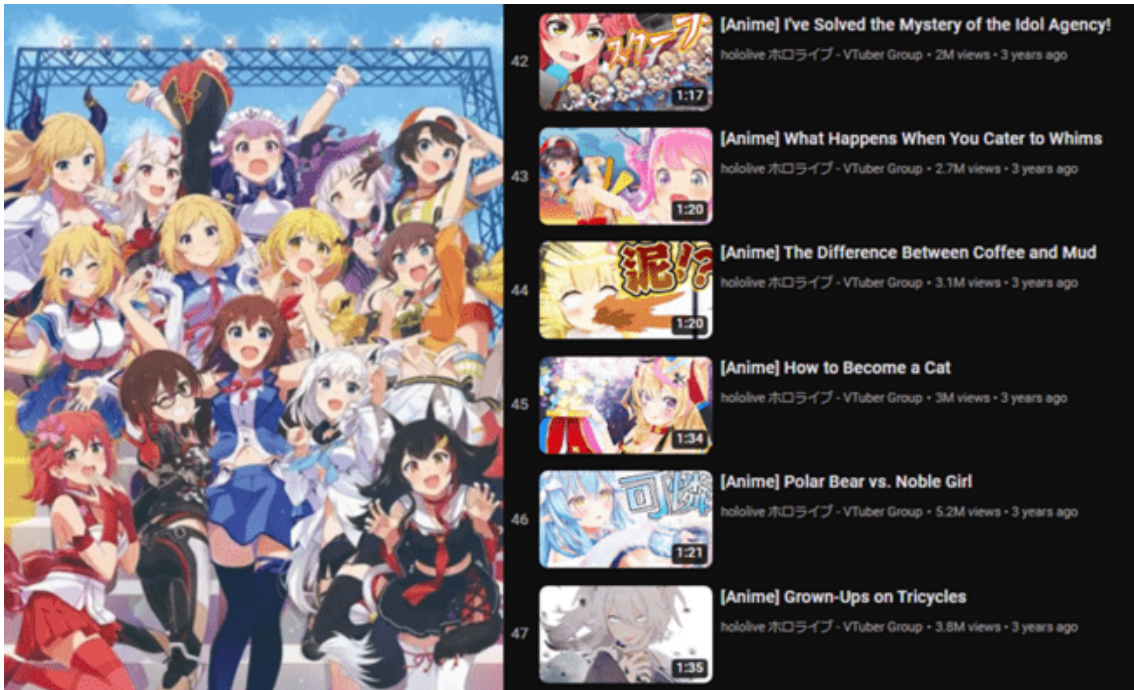 42
スクープ
1:17
[Anime] I've Solved the Mystery of the Idol Agency!
hololive ホロライブ - VTuber Group • 2M views • 3 years ago
43
1:20
[Anime] What Happens When You Cater to Whims
hololive ホロライブ - VTuber Group • 2.7M views • 3 years ago
44
泥!?
1:20
[Anime] The Difference Between Coffee and Mud
hololive ホロライブ - VTuber Group • 3.1M views • 3 years ago
45
1:34
[Anime] How to Become a Cat
hololive ホロライブ - VTuber Group • 3M views • 3 years ago
46
可憐
1:21
[Anime] Polar Bear vs. Noble Girl
hololive ホロライブ - VTuber Group • 5.2M views • 3 years ago
47
1:35
[Anime] Grown-Ups on Tricycles
hololive ホロライブ - VTuber Group • 3.8M views • 3 years ago